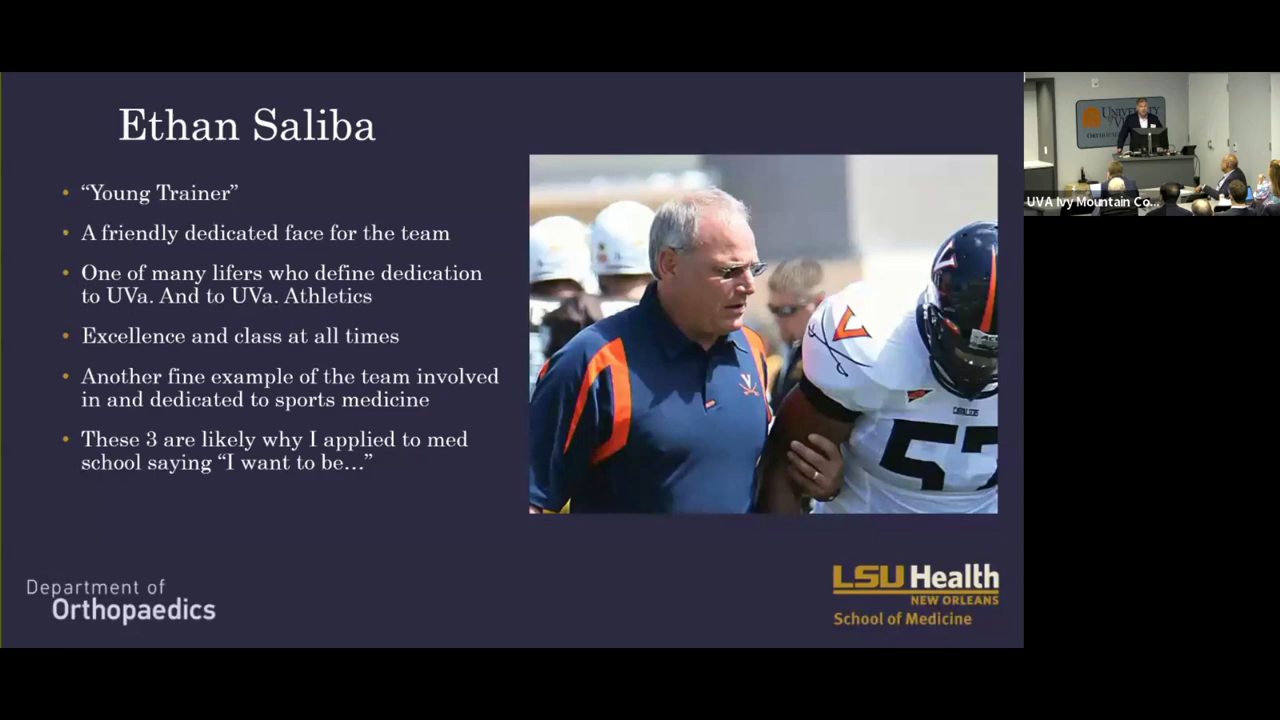 Ethan Saliba
• “Young Trainer”
• A friendly dedicated face for the team
• One of many lifers who define dedication
to UVa. And to UVa. Athletics
• Excellence and class at all times
• Another fine example of the team involved
in and dedicated to sports medicine
• These 3 are likely why I applied to med
school saying “I want to be…”
V
CAVALIERS
57
Department of
Orthopaedics
LSU Health
NEW ORLEANS
School of Medicine
UNIVERSITY
UVA Ivy Mountain Co...